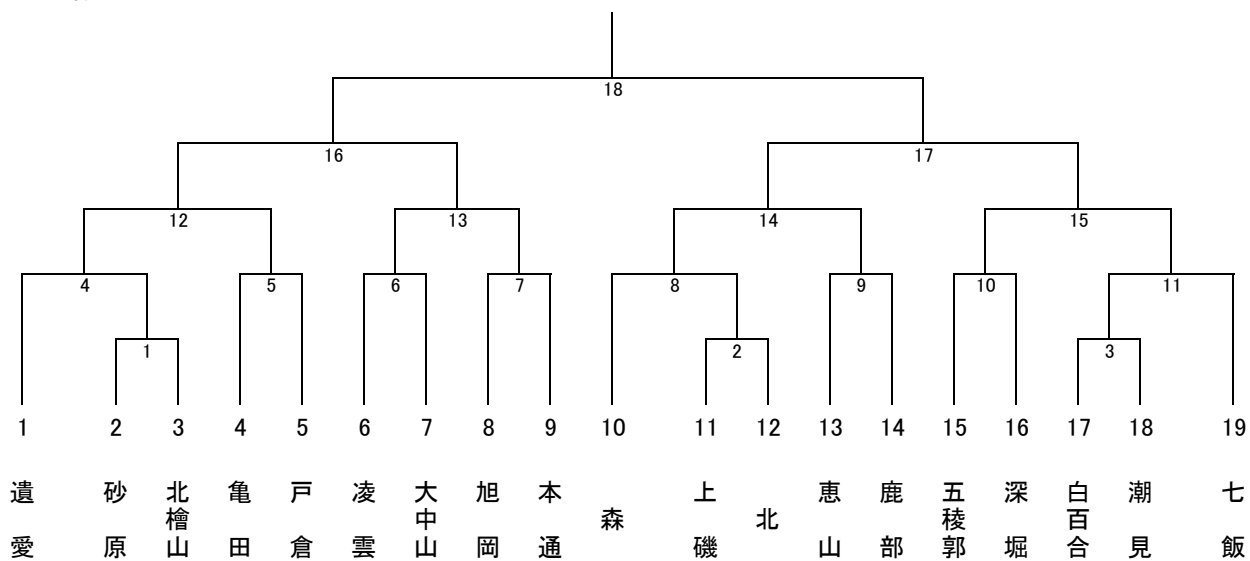 18
16
17
12
13
14
15
4
5
6
7
8
9
10
11
1
2
3
1 2 3 4 5 6 7 8 9 10 11 12 13 14 15 16 17 18 19
遺愛
砂原
北檜山
亀田
戸倉
凌雲
大中山
旭岡
本通
森
上磯
北
恵山
鹿部
五稜郭
深堀
白百合
潮見
七飯